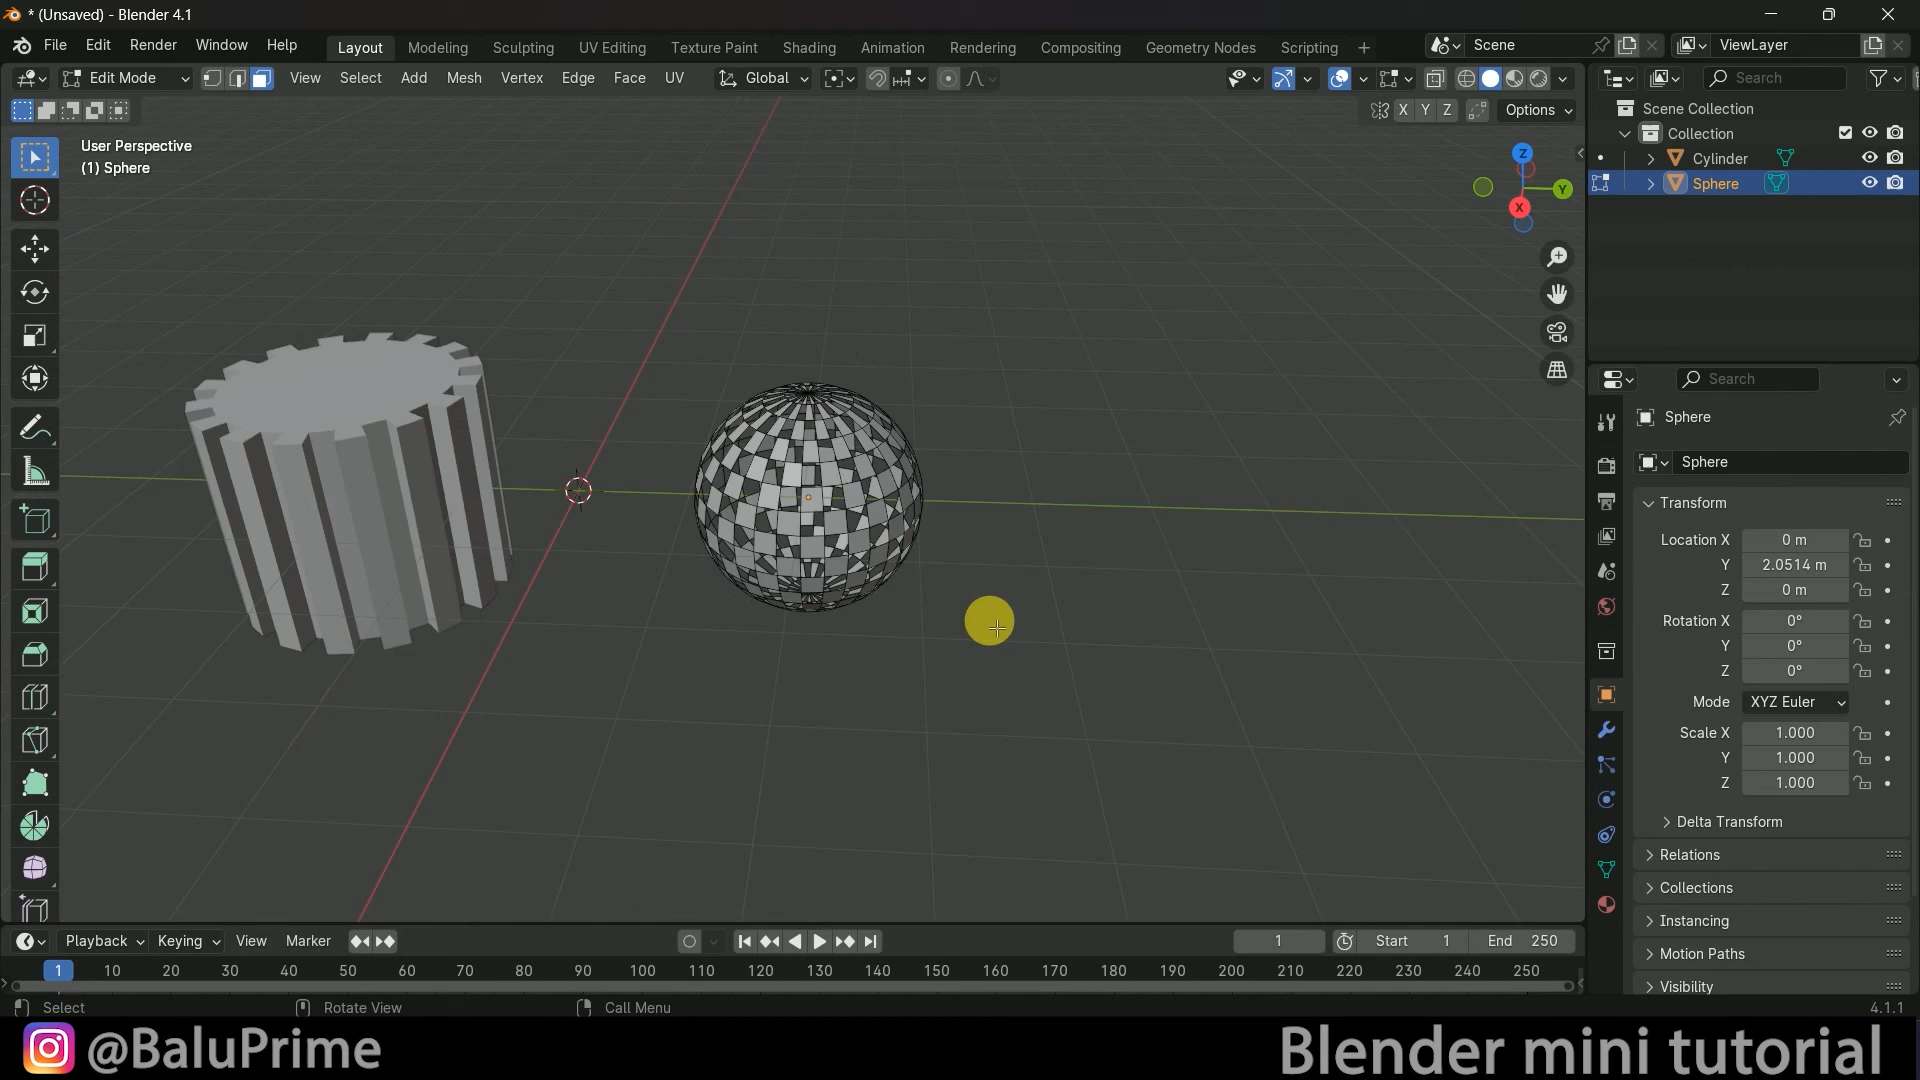 * (Unsaved) - Blender 4.1
File Edit Render Window Help Layout Modeling Sculpting UV Editing Texture Paint Shading Animation Rendering Compositing Geometry Nodes Scripting + Scene ViewLayer
Edit Mode View Select Add Mesh Vertex Edge Face UV Global Search
X Y Z Options
User Perspective
(1) Sphere
Z
Y
X
Scene Collection
Collection
Cylinder
Sphere
Search
Sphere
Sphere
Transform
Location X 0 m
Y 2.0514 m
Z 0 m
Rotation X 0°
Y 0°
Z 0°
Mode XYZ Euler
Scale X 1.000
Y 1.000
Z 1.000
Delta Transform
Relations
Collections
Instancing
Motion Paths
Visibility
Playback Keying View Marker 1 Start 1 End 250
1 10 20 30 40 50 60 70 80 90 100 110 120 130 140 150 160 170 180 190 200 210 220 230 240 250
Select Rotate View Call Menu 4.1.1
@BaluPrime Blender mini tutorial